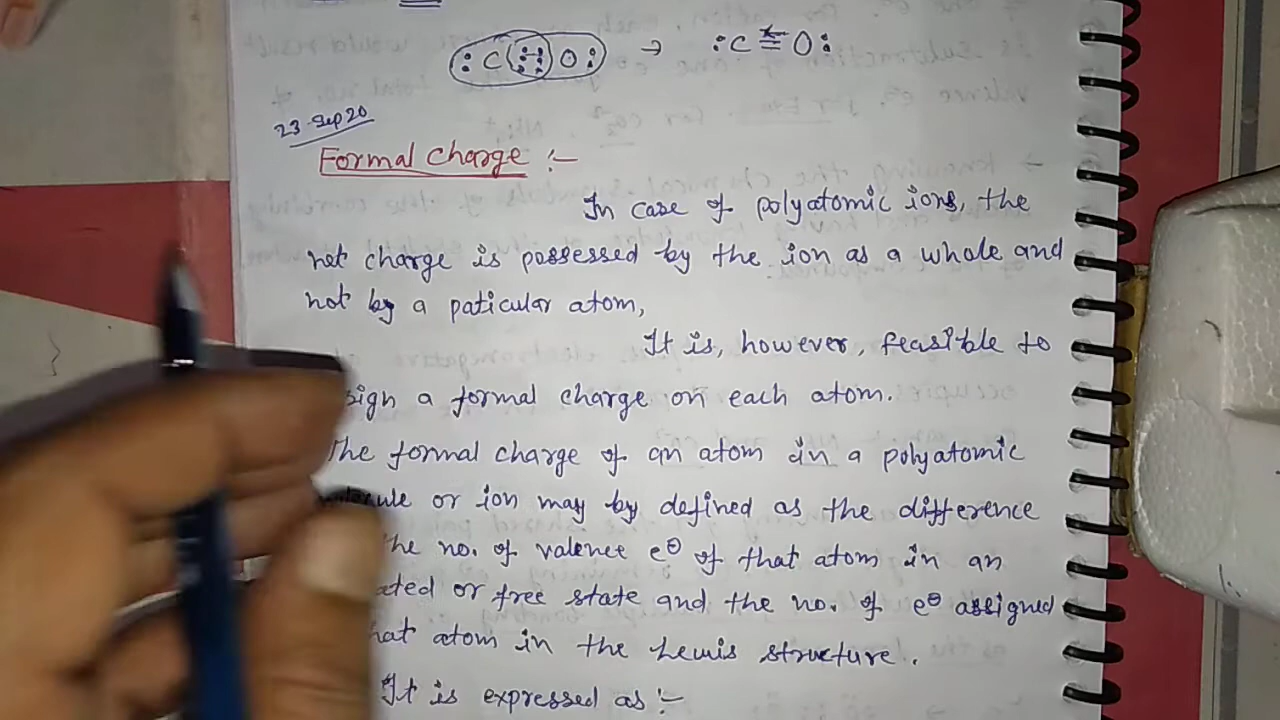 :C::O: → :C≡O:
23-Sep 20
Formal Charge :-
In case of polyatomic ions, the
net charge is possessed by the ion as a whole and
not by a paticular atom,
It is, however, feasible to
sign a formal charge on each atom.
The formal charge of an atom in a polyatomic
cule or ion may by defined as the difference
the no. of valence e⊖ of that atom in an
ated or free state and the no. of e⊖ assigned
hat atom in the Lewis structure.
It is expressed as :-